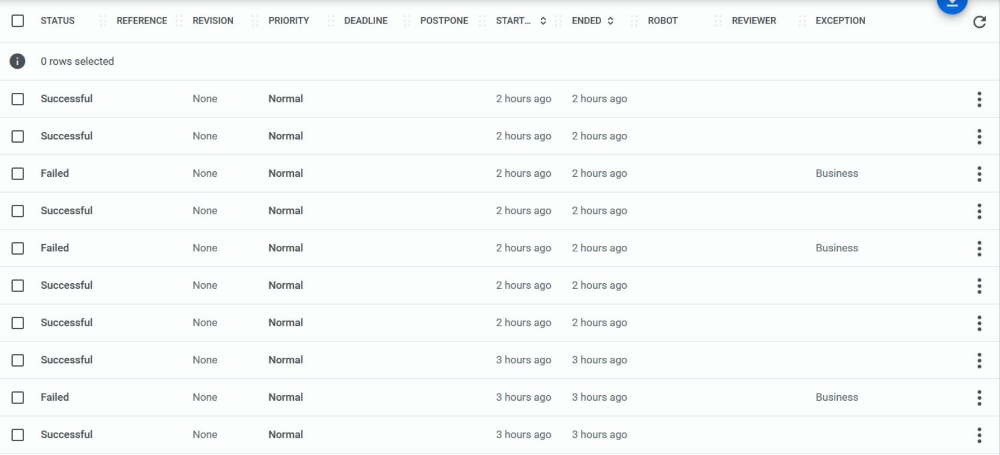 STATUS REFERENCE REVISION PRIORITY DEADLINE POSTPONE START... ENDED ROBOT REVIEWER EXCEPTION
0 rows selected
Successful None Normal 2 hours ago 2 hours ago
Successful None Normal 2 hours ago 2 hours ago
Failed None Normal 2 hours ago 2 hours ago Business
Successful None Normal 2 hours ago 2 hours ago
Failed None Normal 2 hours ago 2 hours ago Business
Successful None Normal 2 hours ago 2 hours ago
Successful None Normal 2 hours ago 2 hours ago
Successful None Normal 3 hours ago 3 hours ago
Failed None Normal 3 hours ago 3 hours ago Business
Successful None Normal 3 hours ago 3 hours ago